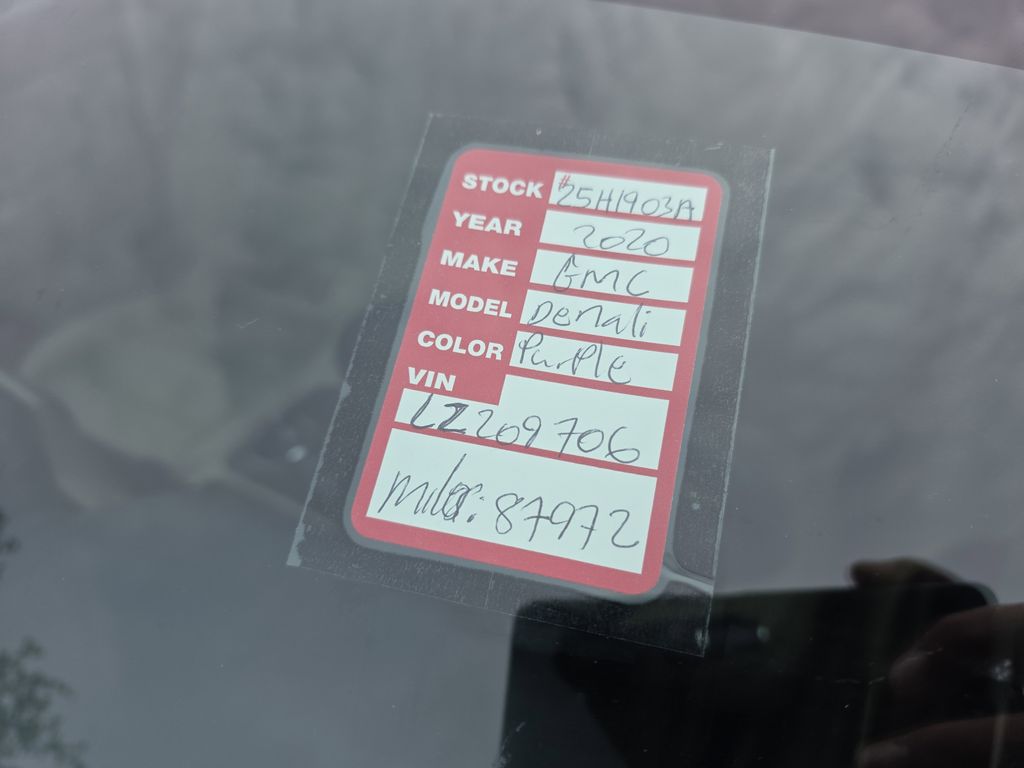 STOCK #25H1903A
YEAR 2020
MAKE GMC
MODEL Denali
COLOR Purple
VIN
LZ209706
Miles: 87972